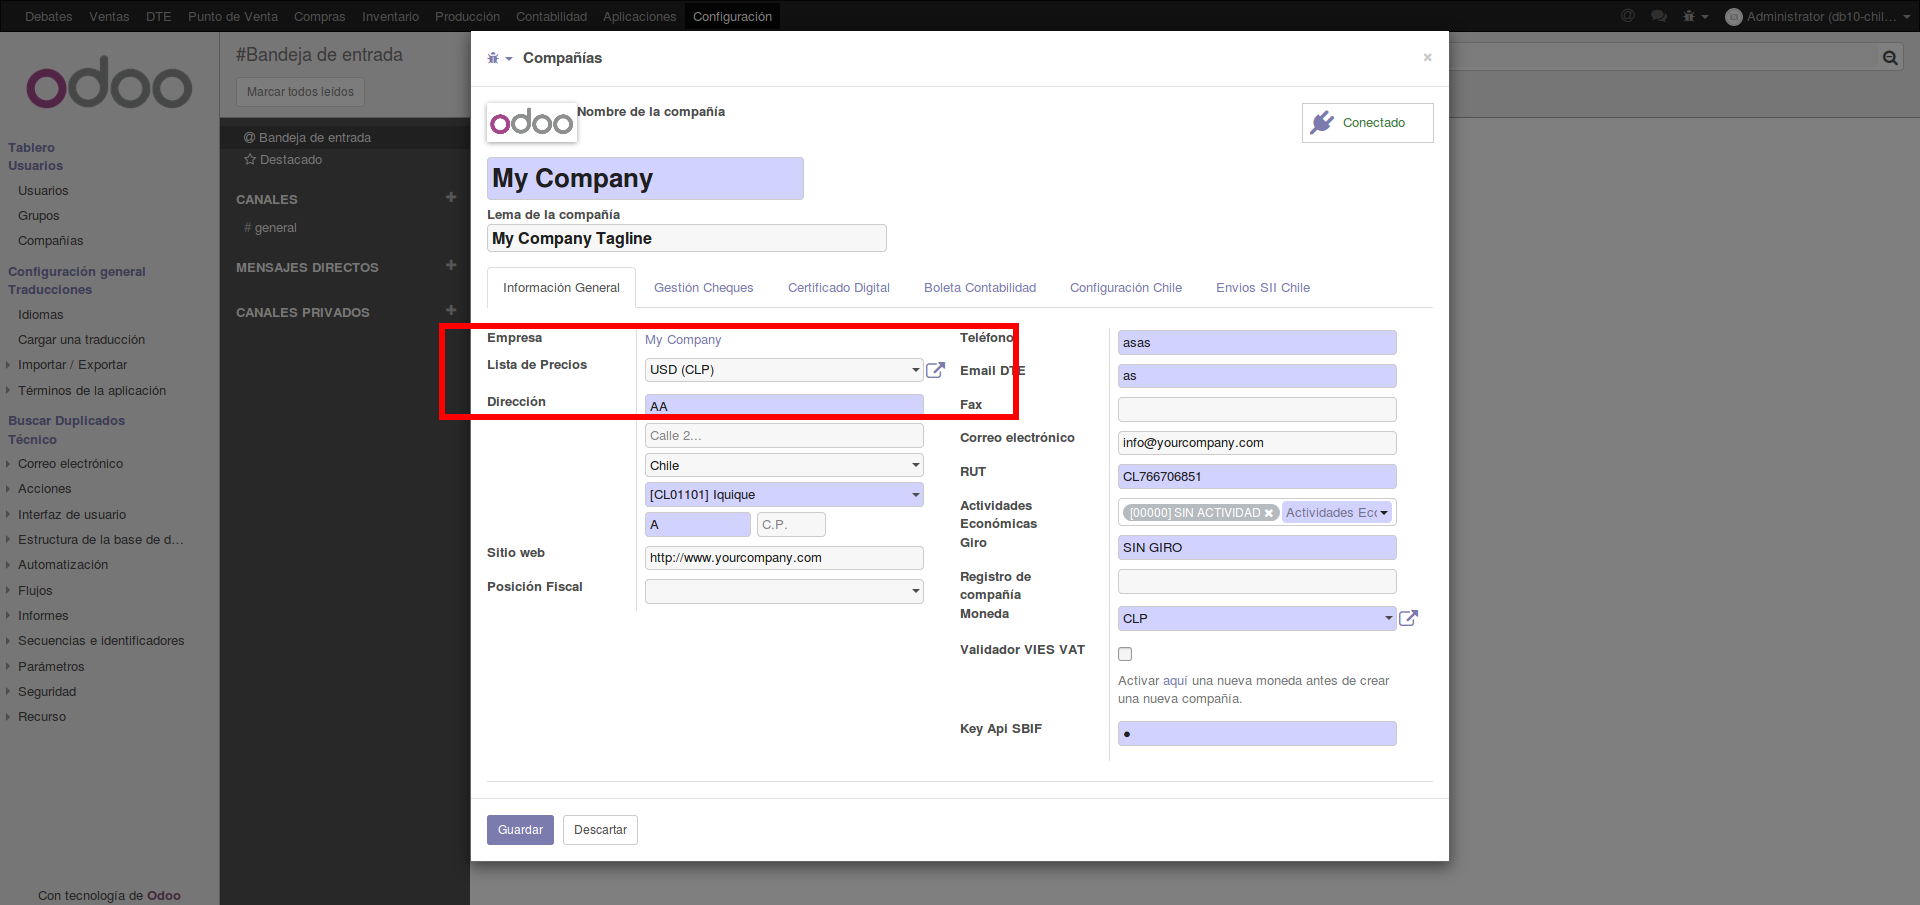 Debates Ventas DTE Punto de Venta Compras Inventario Producción Contabilidad Aplicaciones Configuración Administrator (db10-chil...
odoo
Tablero
Usuarios
Usuarios
Grupos
Compañías
Configuración general
Traducciones
Idiomas
Cargar una traducción
Importar / Exportar
Términos de la aplicación
Buscar Duplicados
Técnico
Correo electrónico
Acciones
Interfaz de usuario
Estructura de la base de d...
Automatización
Flujos
Informes
Secuencias e identificadores
Parámetros
Seguridad
Recurso
Con tecnología de Odoo
#Bandeja de entrada
Marcar todos leídos
@ Bandeja de entrada
Destacado
CANALES
# general
MENSAJES DIRECTOS
CANALES PRIVADOS
Compañías
odoo
Nombre de la compañía
Conectado
My Company
Lema de la compañía
My Company Tagline
Información General Gestión Cheques Certificado Digital Boleta Contabilidad Configuración Chile Envios SII Chile
Empresa My Company
Lista de Precios USD (CLP)
Dirección AA
Calle 2...
Chile
[CL01101] Iquique
A C.P.
Sitio web http://www.yourcompany.com
Posición Fiscal
Teléfono asas
Email DTE as
Fax
Correo electrónico info@yourcompany.com
RUT CL766706851
Actividades
Económicas
[00000] SIN ACTIVIDAD Actividades Ec
Giro SIN GIRO
Registro de
compañía
Moneda CLP
Validador VIES VAT
Activar aquí una nueva moneda antes de crear
una nueva compañía.
Key Api SBIF
Guardar Descartar